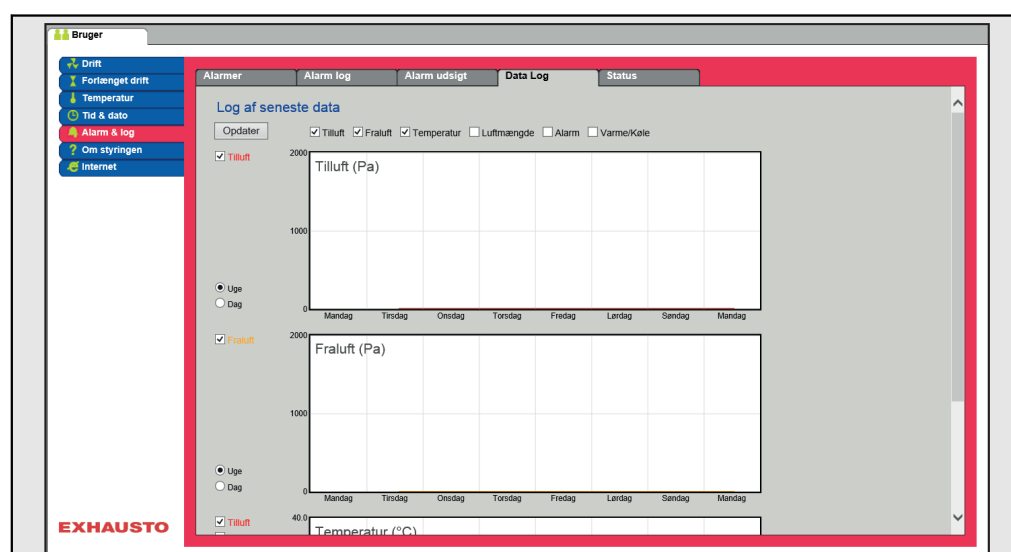 Bruger
Drift
Forlænget drift
Temperatur
Tid & dato
Alarm & log
Om styringen
Internet
EXHAUSTO
Alarmer Alarm log Alarm udsigt Data Log Status
Log af seneste data
Opdater Tilluft Fraluft Temperatur Luftmængde Alarm Varme/Køle
Tilluft
2000
Tilluft (Pa)
1000
Uge
Dag
0
Mandag Tirsdag Onsdag Torsdag Fredag Lørdag Søndag Mandag
Fraluft
2000
Fraluft (Pa)
1000
Uge
Dag
0
Mandag Tirsdag Onsdag Torsdag Fredag Lørdag Søndag Mandag
Tilluft
40.0
Temperatur (°C)